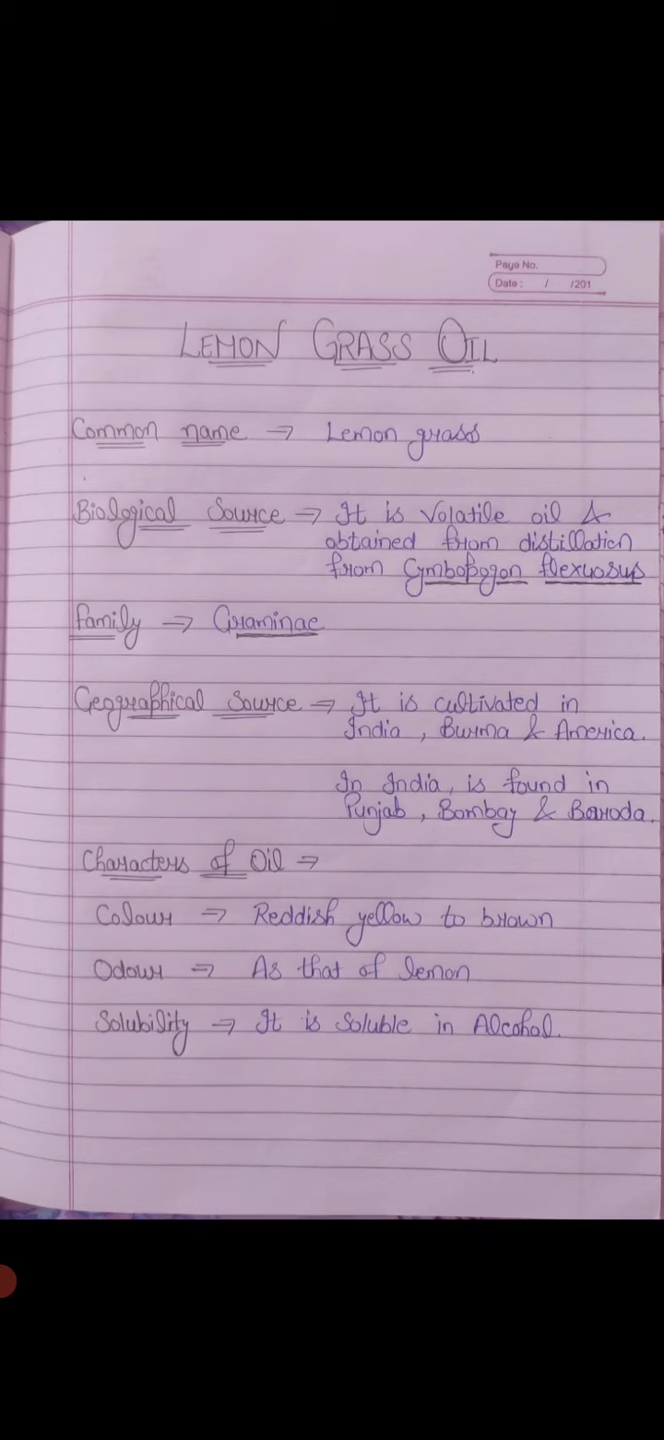 Page No.
Date: / /201
LEMON GRASS OIL
Common name → Lemon grass
Biological Source → It is Volatile oil &
obtained from distillation
from Cymbopogon flexuosus
Family → Graminae
Geographical Source → It is cultivated in
India, Burma & America.
In India, is found in
Punjab, Bombay & Baroda.
Characters of Oil ⇒
Colour ⇒ Reddish yellow to brown
Odour ⇒ As that of lemon
Solubility ⇒ It is Soluble in Alcohol.